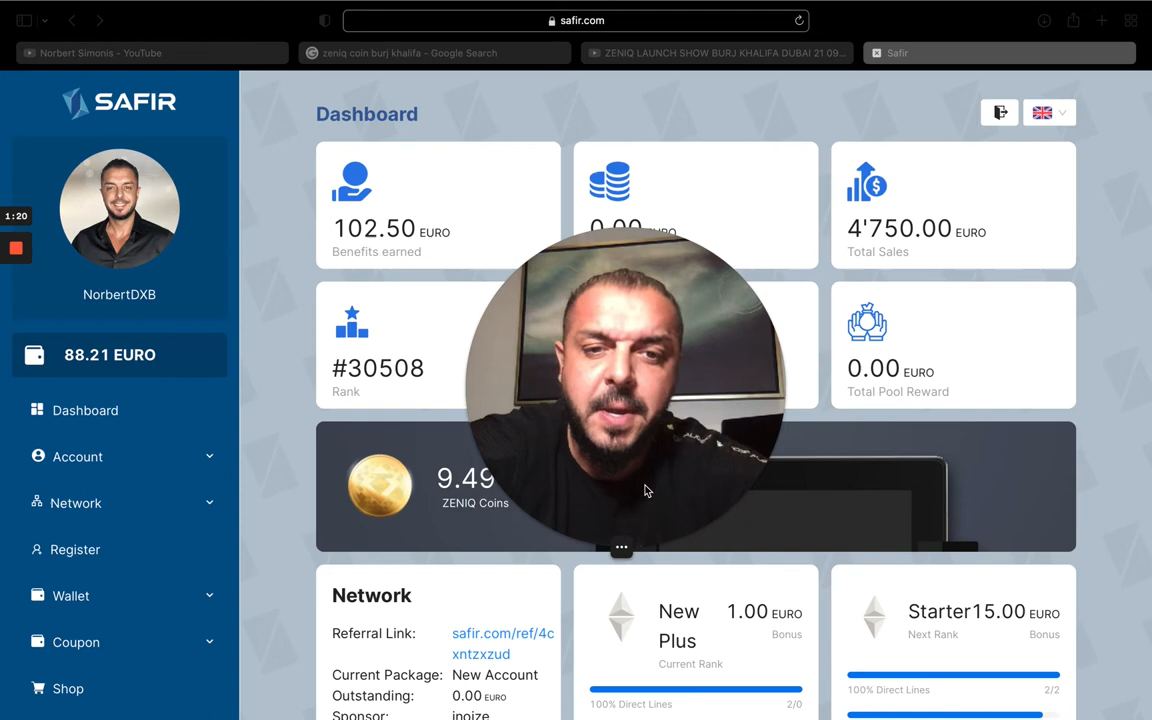 safir.com
Norbert Simonis - YouTube
zeniq coin burj khalifa - Google Search
ZENIQ LAUNCH SHOW BURJ KHALIFA DUBAI 21 09...
Safir
SAFIR
Dashboard
1:20
NorbertDXB
88.21 EURO
Dashboard
Account
Network
Register
Wallet
Coupon
Shop
102.50 EURO
Benefits earned
4'750.00 EURO
Total Sales
#30508
Rank
0.00 EURO
Total Pool Reward
9.49
ZENIQ Coins
Network
Referral Link:
safir.com/ref/4c
xntzxzud
Current Package:
New Account
Outstanding:
0.00 EURO
Sponsor:
inoize
New
Plus
1.00 EURO
Bonus
Current Rank
100% Direct Lines
2/0
Starter
15.00 EURO
Next Rank
Bonus
100% Direct Lines
2/2